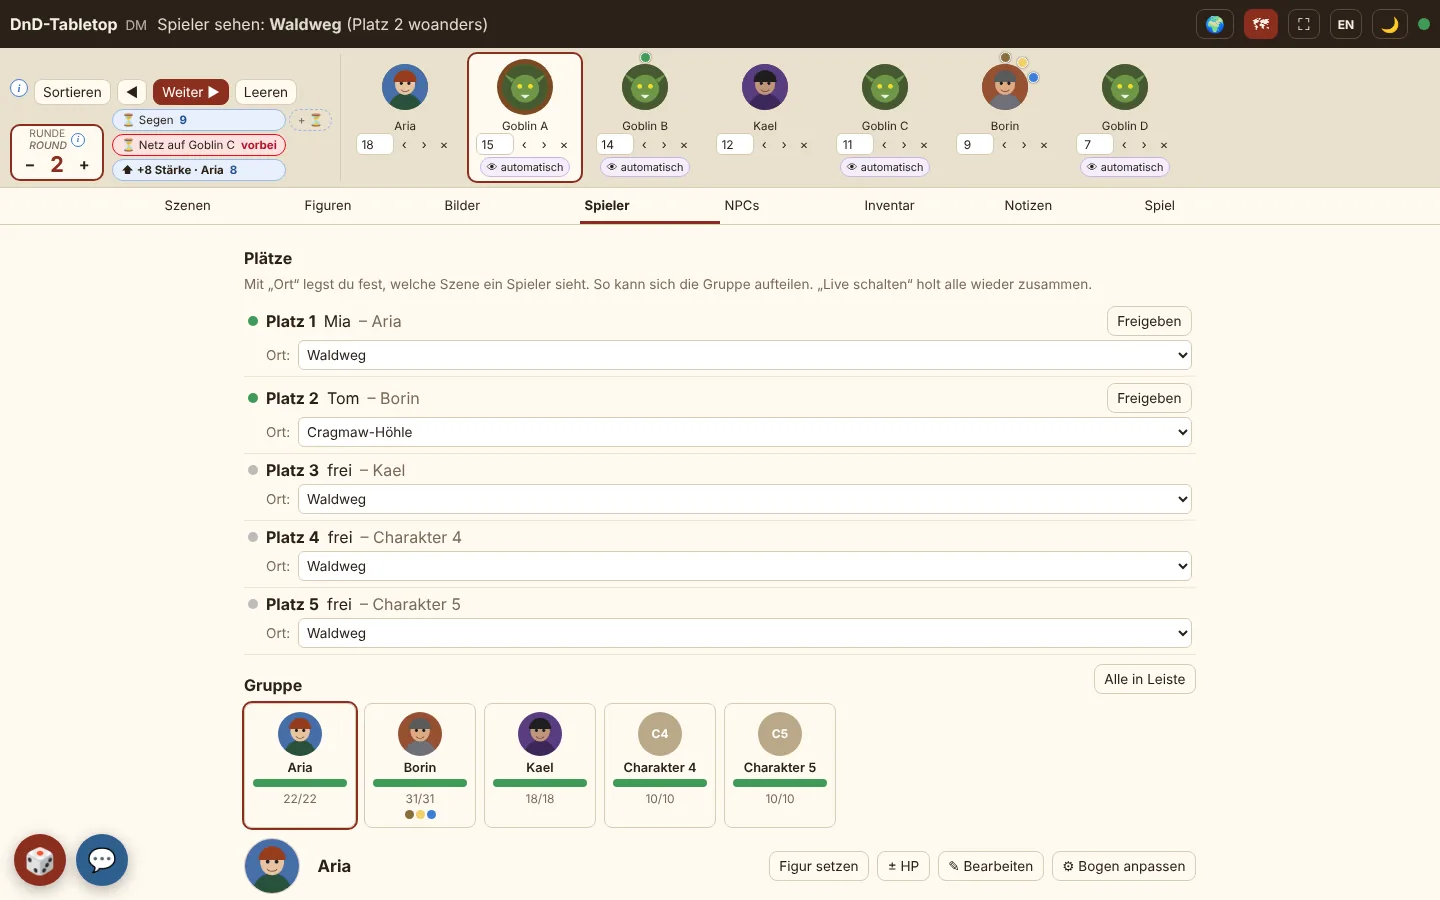 DnD-Tabletop DM Spieler sehen: Waldweg (Platz 2 woanders)
EN
i Sortieren ◀ Weiter ▶ Leeren
RUNDE
ROUND i
− 2 +
⏳ Segen 9
+ ⏳
⏳ Netz auf Goblin C vorbei
⬆ +8 Stärke · Aria 8
Aria
18 ‹ › ×
Goblin A
15 ‹ › ×
👁 automatisch
Goblin B
14 ‹ › ×
👁 automatisch
Kael
12 ‹ › ×
Goblin C
11 ‹ › ×
👁 automatisch
Borin
9 ‹ › ×
Goblin D
7 ‹ › ×
👁 automatisch
Szenen Figuren Bilder Spieler NPCs Inventar Notizen Spiel
Plätze
Mit „Ort“ legst du fest, welche Szene ein Spieler sieht. So kann sich die Gruppe aufteilen. „Live schalten“ holt alle wieder zusammen.
Platz 1 Mia – Aria Freigeben
Ort: Waldweg
Platz 2 Tom – Borin Freigeben
Ort: Cragmaw-Höhle
Platz 3 frei – Kael
Ort: Waldweg
Platz 4 frei – Charakter 4
Ort: Waldweg
Platz 5 frei – Charakter 5
Ort: Waldweg
Gruppe Alle in Leiste
Aria
22/22
Borin
31/31
Kael
18/18
C4
Charakter 4
10/10
C5
Charakter 5
10/10
Aria Figur setzen ± HP ✎ Bearbeiten ⚙ Bogen anpassen